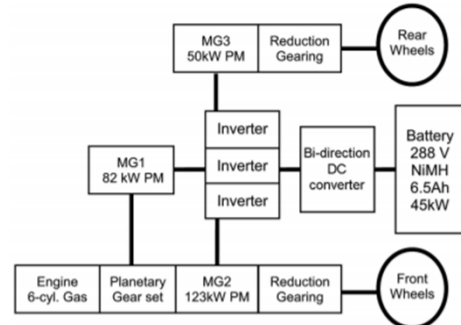 MG3
50kW PM
Reduction
Gearing
Rear
Wheels
Inverter
Inverter
Inverter
MG1
82 kW PM
Bi-direction
DC
converter
Battery
288 V
NiMH
6.5Ah
45kW
Engine
6-cyl. Gas
Planetary
Gear set
MG2
123kW PM
Reduction
Gearing
Front
Wheels